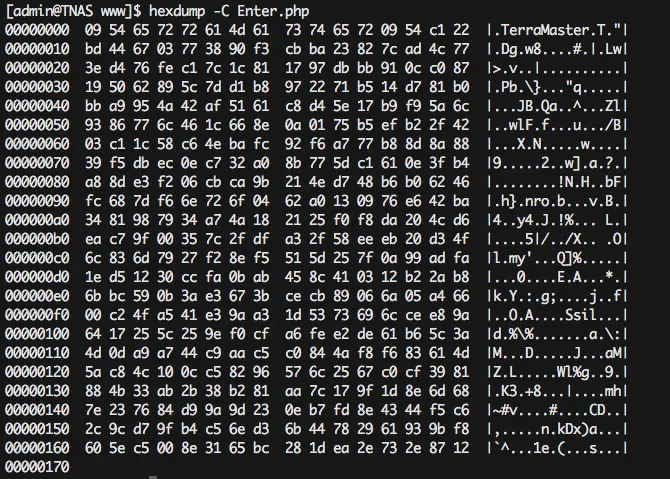 [admin@TNAS www]$ hexdump -C Enter.php
00000000  09 54 65 72 72 61 4d 61  73 74 65 72 09 54 c1 22  |.TerraMaster.T."|
00000010  bd 44 67 03 77 38 90 f3  cb ba 23 82 7c ad 4c 77  |.Dg.w8....#.|.Lw|
00000020  3e d4 76 fe c1 7c 1c 81  17 97 db bb 91 0c c0 87  |>.v..|..........|
00000030  19 50 62 89 5c 7d d1 b8  97 22 71 b5 14 d7 81 b0  |.Pb.\}..."q.....|
00000040  bb a9 95 4a 42 af 51 61  c8 d4 5e 17 b9 f9 5a 6c  |...JB.Qa..^...Zl|
00000050  93 86 77 6c 46 1c 66 8e  0a 01 75 b5 ef b2 2f 42  |..wlF.f...u.../B|
00000060  03 c1 1c 58 c6 4e ba fc  92 f6 a7 77 b8 8d 8a 88  |...X.N.....w....|
00000070  39 f5 db ec 0e c7 32 a0  8b 77 5d c1 61 0e 3f b4  |9.....2..w].a.?.|
00000080  a8 8d e3 f2 06 cb ca 9b  21 4e d7 48 b6 b0 62 46  |........!N.H..bF|
00000090  fc 68 7d f6 6e 72 6f 04  62 a0 13 09 76 e6 42 ba  |.h}.nro.b...v.B.|
000000a0  34 81 98 79 34 a7 4a 18  21 25 f0 f8 da 20 4c d6  |4..y4.J.!%... L.|
000000b0  ea c7 9f 00 35 7c 2f df  a3 2f 58 ee eb 20 d3 4f  |....5|/../X.. .O|
000000c0  6c 83 6d 79 27 f2 8e f5  51 5d 25 7f 0a 99 ad fa  |l.my'...Q]%.....|
000000d0  1e d5 12 30 cc fa 0b ab  45 8c 41 03 12 b2 2a b8  |...0....E.A...*.|
000000e0  6b bc 59 0b 3a e3 67 3b  ce cb 89 06 6a 05 a4 66  |k.Y.:.g;....j..f|
000000f0  00 c2 4f a5 41 e3 9a a3  1d 53 73 69 6c ce e8 9a  |..O.A....Ssil...|
00000100  64 17 25 5c 25 9e f0 cf  a6 fe e2 de 61 b6 5c 3a  |d.%\%.......a.\:|
00000110  4d 0d a9 a7 44 c9 aa c5  c0 84 4a f8 f6 83 61 4d  |M...D.....J...aM|
00000120  5a c8 4c 10 0c c5 82 96  57 6c 25 67 c0 cf 39 81  |Z.L.....Wl%g..9.|
00000130  88 4b 33 ab 2b 38 b2 81  aa 7c 17 9f 1d 8e 6d 68  |.K3.+8...|....mh|
00000140  7e 23 76 84 d9 9a 9d 23  0e b7 fd 8e 43 44 f5 c6  |~#v....#....CD..|
00000150  2c 9c d7 9f b4 c5 6e d3  6b 44 78 29 61 93 9b f8  |,.....n.kDx)a...|
00000160  60 5e c5 00 8e 31 65 bc  28 1d ea 2e 73 2e 87 12  |`^...1e.(...s...|
00000170